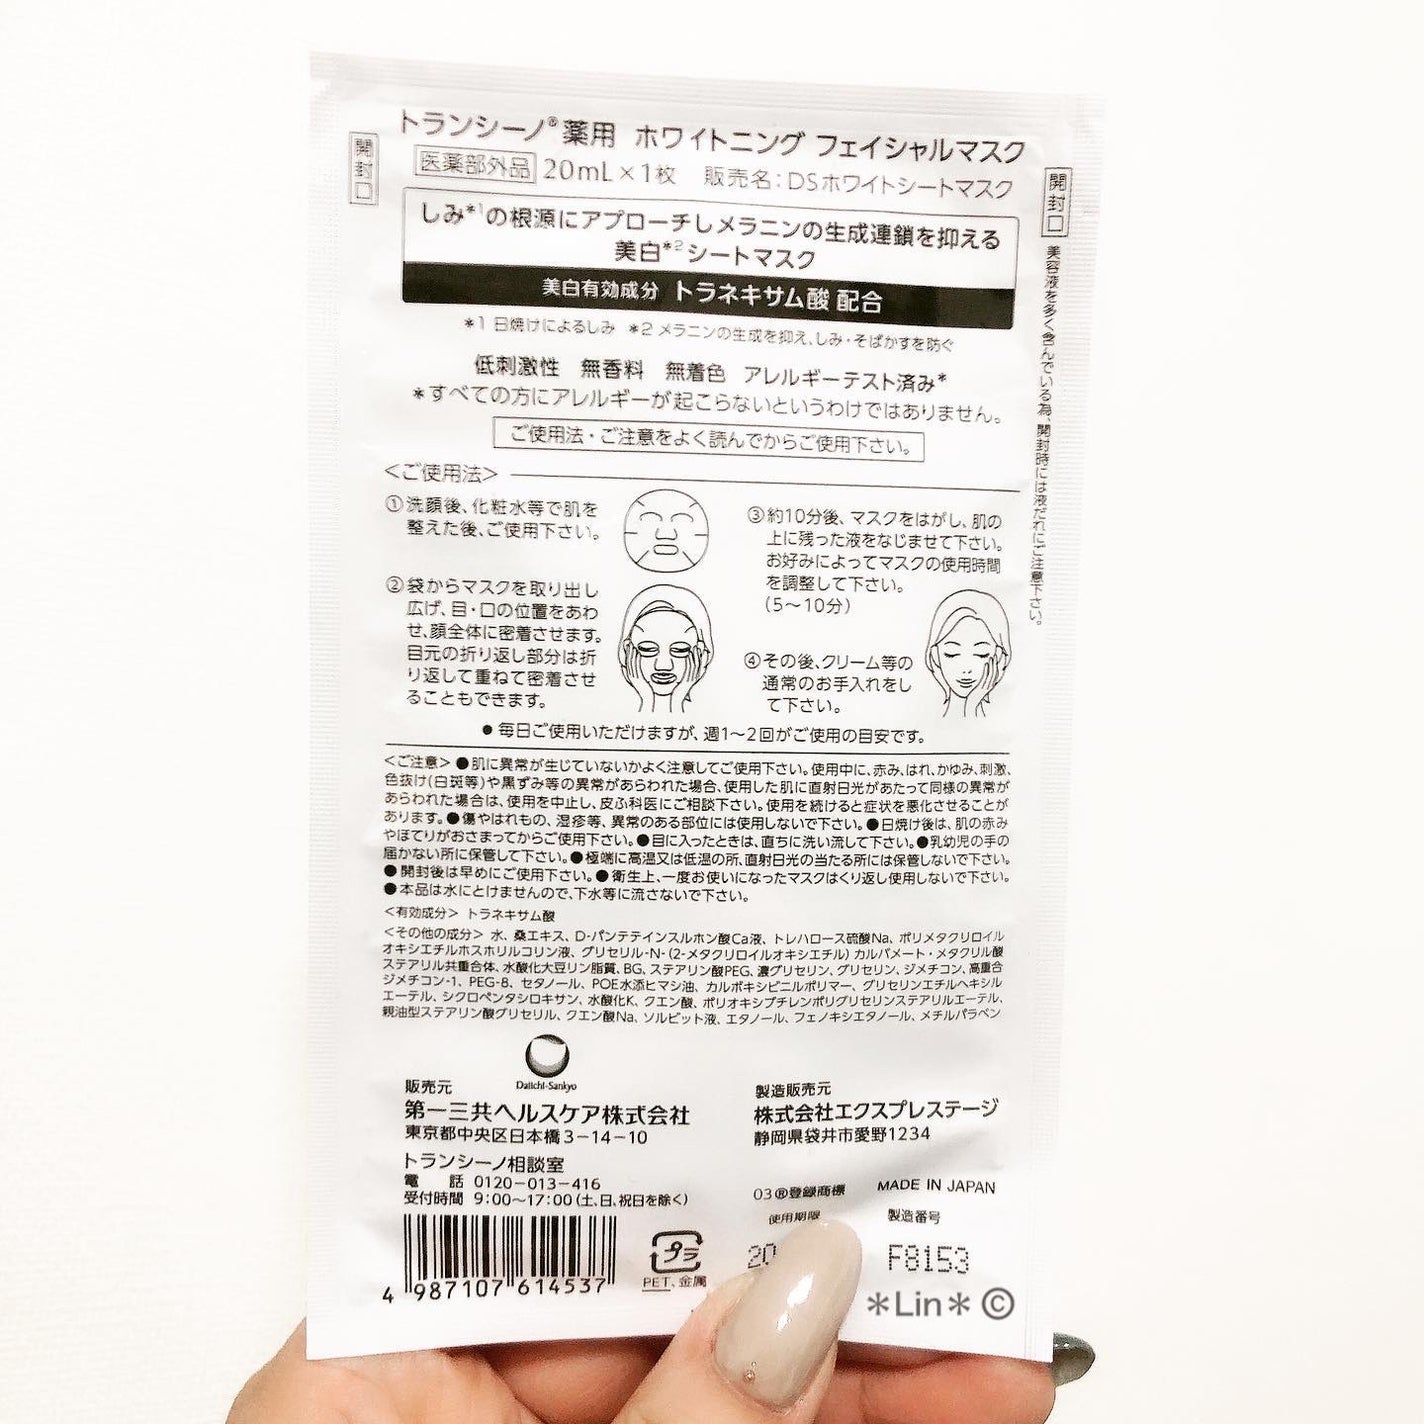 トランシーノ®薬用 ホワイトニング フェイシャルマスク
医薬部外品 20mL×1枚 販売名:DSホワイトシートマスク
開封口
開封口
美容液を多く含んでいる為、開封時には液だれにご注意下さい。
しみ*1の根源にアプローチしメラニンの生成連鎖を抑える
美白*2シートマスク
美白有効成分 トラネキサム酸 配合
*1 日焼けによるしみ *2 メラニンの生成を抑え、しみ・そばかすを防ぐ
低刺激性 無香料 無着色 アレルギーテスト済み*
*すべての方にアレルギーが起こらないというわけではありません。
ご使用法・ご注意をよく読んでからご使用下さい。
<ご使用法>
①洗顔後、化粧水等で肌を
整えた後、ご使用下さい。
②袋からマスクを取り出し
広げ、目・口の位置をあわ
せ、顔全体に密着させます。
目元の折り返し部分は折
り返して重ねて密着させ
ることもできます。
③約10分後、マスクをはがし、肌の
上に残った液をなじませて下さい。
お好みによってマスクの使用時間
を調整して下さい。
(5〜10分)
④その後、クリーム等の
通常のお手入れをし
て下さい。
●毎日ご使用いただけますが、週1〜2回がご使用の目安です。
<ご注意>●肌に異常が生じていないかよく注意してご使用下さい。使用中に、赤み、はれ、かゆみ、刺激、
色抜け(白斑等)や黒ずみ等の異常があらわれた場合、使用した肌に直射日光があたって同様の異常が
あらわれた場合は、使用を中止し、皮ふ科医にご相談下さい。使用を続けると症状を悪化させることが
あります。●傷やはれもの、湿疹等、異常のある部位には使用しないで下さい。●日焼け後は、肌の赤み
やほてりがおさまってからご使用下さい。●目に入ったときは、直ちに洗い流して下さい。●乳幼児の手の
届かない所に保管して下さい。●極端に高温又は低温の所、直射日光の当たる所には保管しないで下さい。
●開封後は早めにご使用下さい。●衛生上、一度お使いになったマスクはくり返し使用しないで下さい。
●本品は水にとけませんので、下水等に流さないで下さい。
<有効成分> トラネキサム酸
<その他の成分> 水、桑エキス、D-パンテテインスルホン酸Ca液、トレハロース硫酸Na、ポリメタクリロイル
オキシエチルホスホリルコリン液、グリセリル-N-(2-メタクリロイルオキシエチル)カルバメート・メタクリル酸
ステアリル共重合体、水酸化大豆リン脂質、BG、ステアリン酸PEG、濃グリセリン、グリセリン、ジメチコン、高重合
ジメチコン-1、PEG-8、セタノール、POE水添ヒマシ油、カルボキシビニルポリマー、グリセリンエチルヘキシル
エーテル、シクロペンタシロキサン、水酸化K、クエン酸、ポリオキシブチレンポリグリセリンステアリルエーテル、
親油型ステアリン酸グリセリル、クエン酸Na、ソルビット液、エタノール、フェノキシエタノール、メチルパラベン
Daiichi-Sankyo
販売元
第一三共ヘルスケア株式会社
東京都中央区日本橋3-14-10
トランシーノ相談室
電 話 0120-013-416
受付時間 9:00〜17:00(土、日、祝日を除く)
製造販売元
株式会社エクスプレステージ
静岡県袋井市愛野1234
03 ®登録商標 MADE IN JAPAN
使用期限 製造番号
20 F8153
4 987107 614537
プラ
PET、金属
*Lin* ©